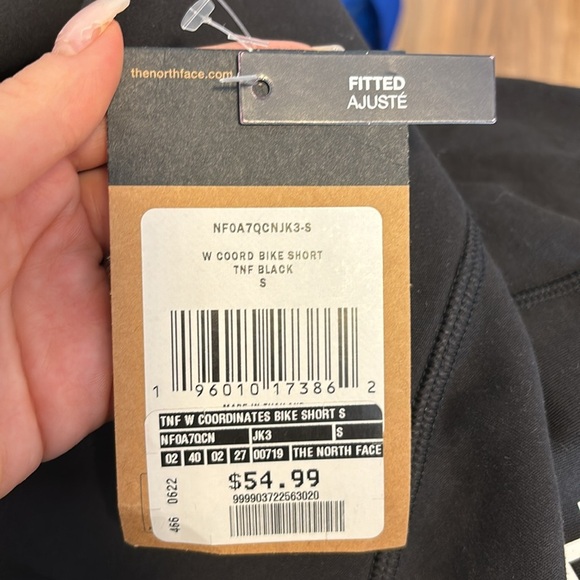 thenorthface.com
FITTED
AJUSTÉ
NF0A7QCNJK3-S
W COORD BIKE SHORT
TNF BLACK
S
1 96010 17386 2
TNF W COORDINATES BIKE SHORT S
NF0A7QCN JK3 S
02 40 02 27 00719 THE NORTH FACE
$54.99
999903722563020
466 0622